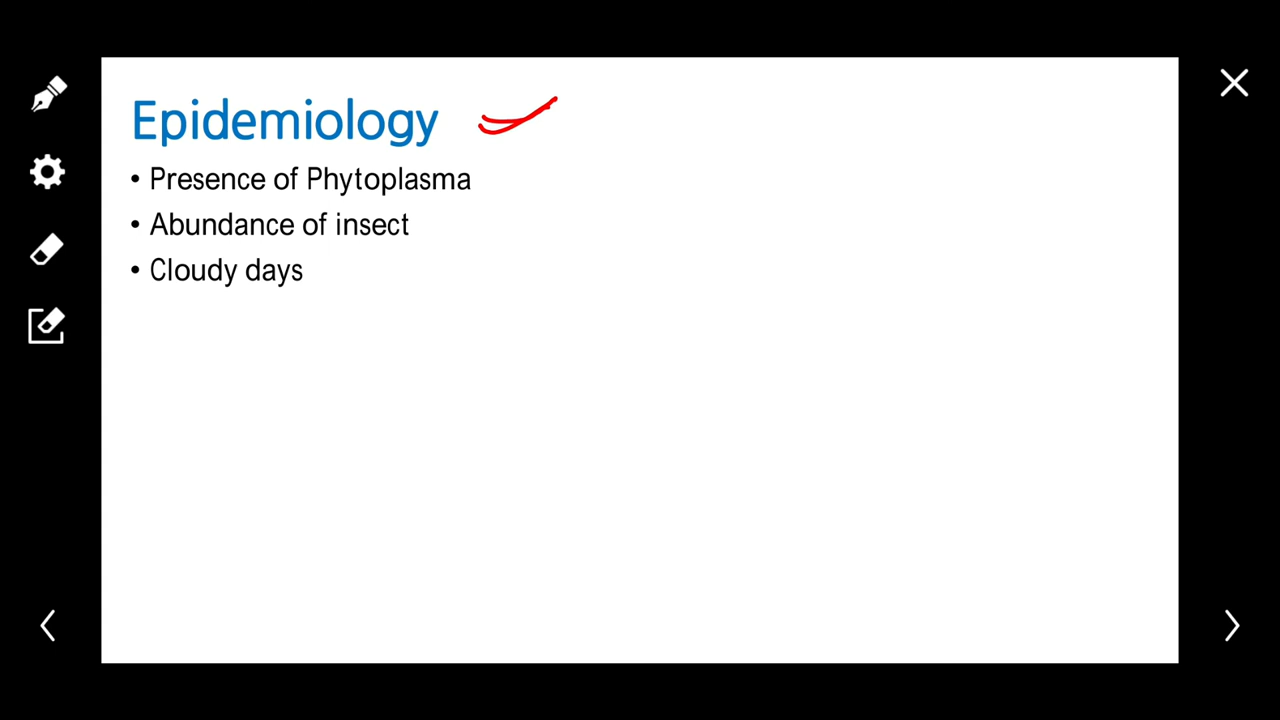 Epidemiology
• Presence of Phytoplasma
• Abundance of insect
• Cloudy days